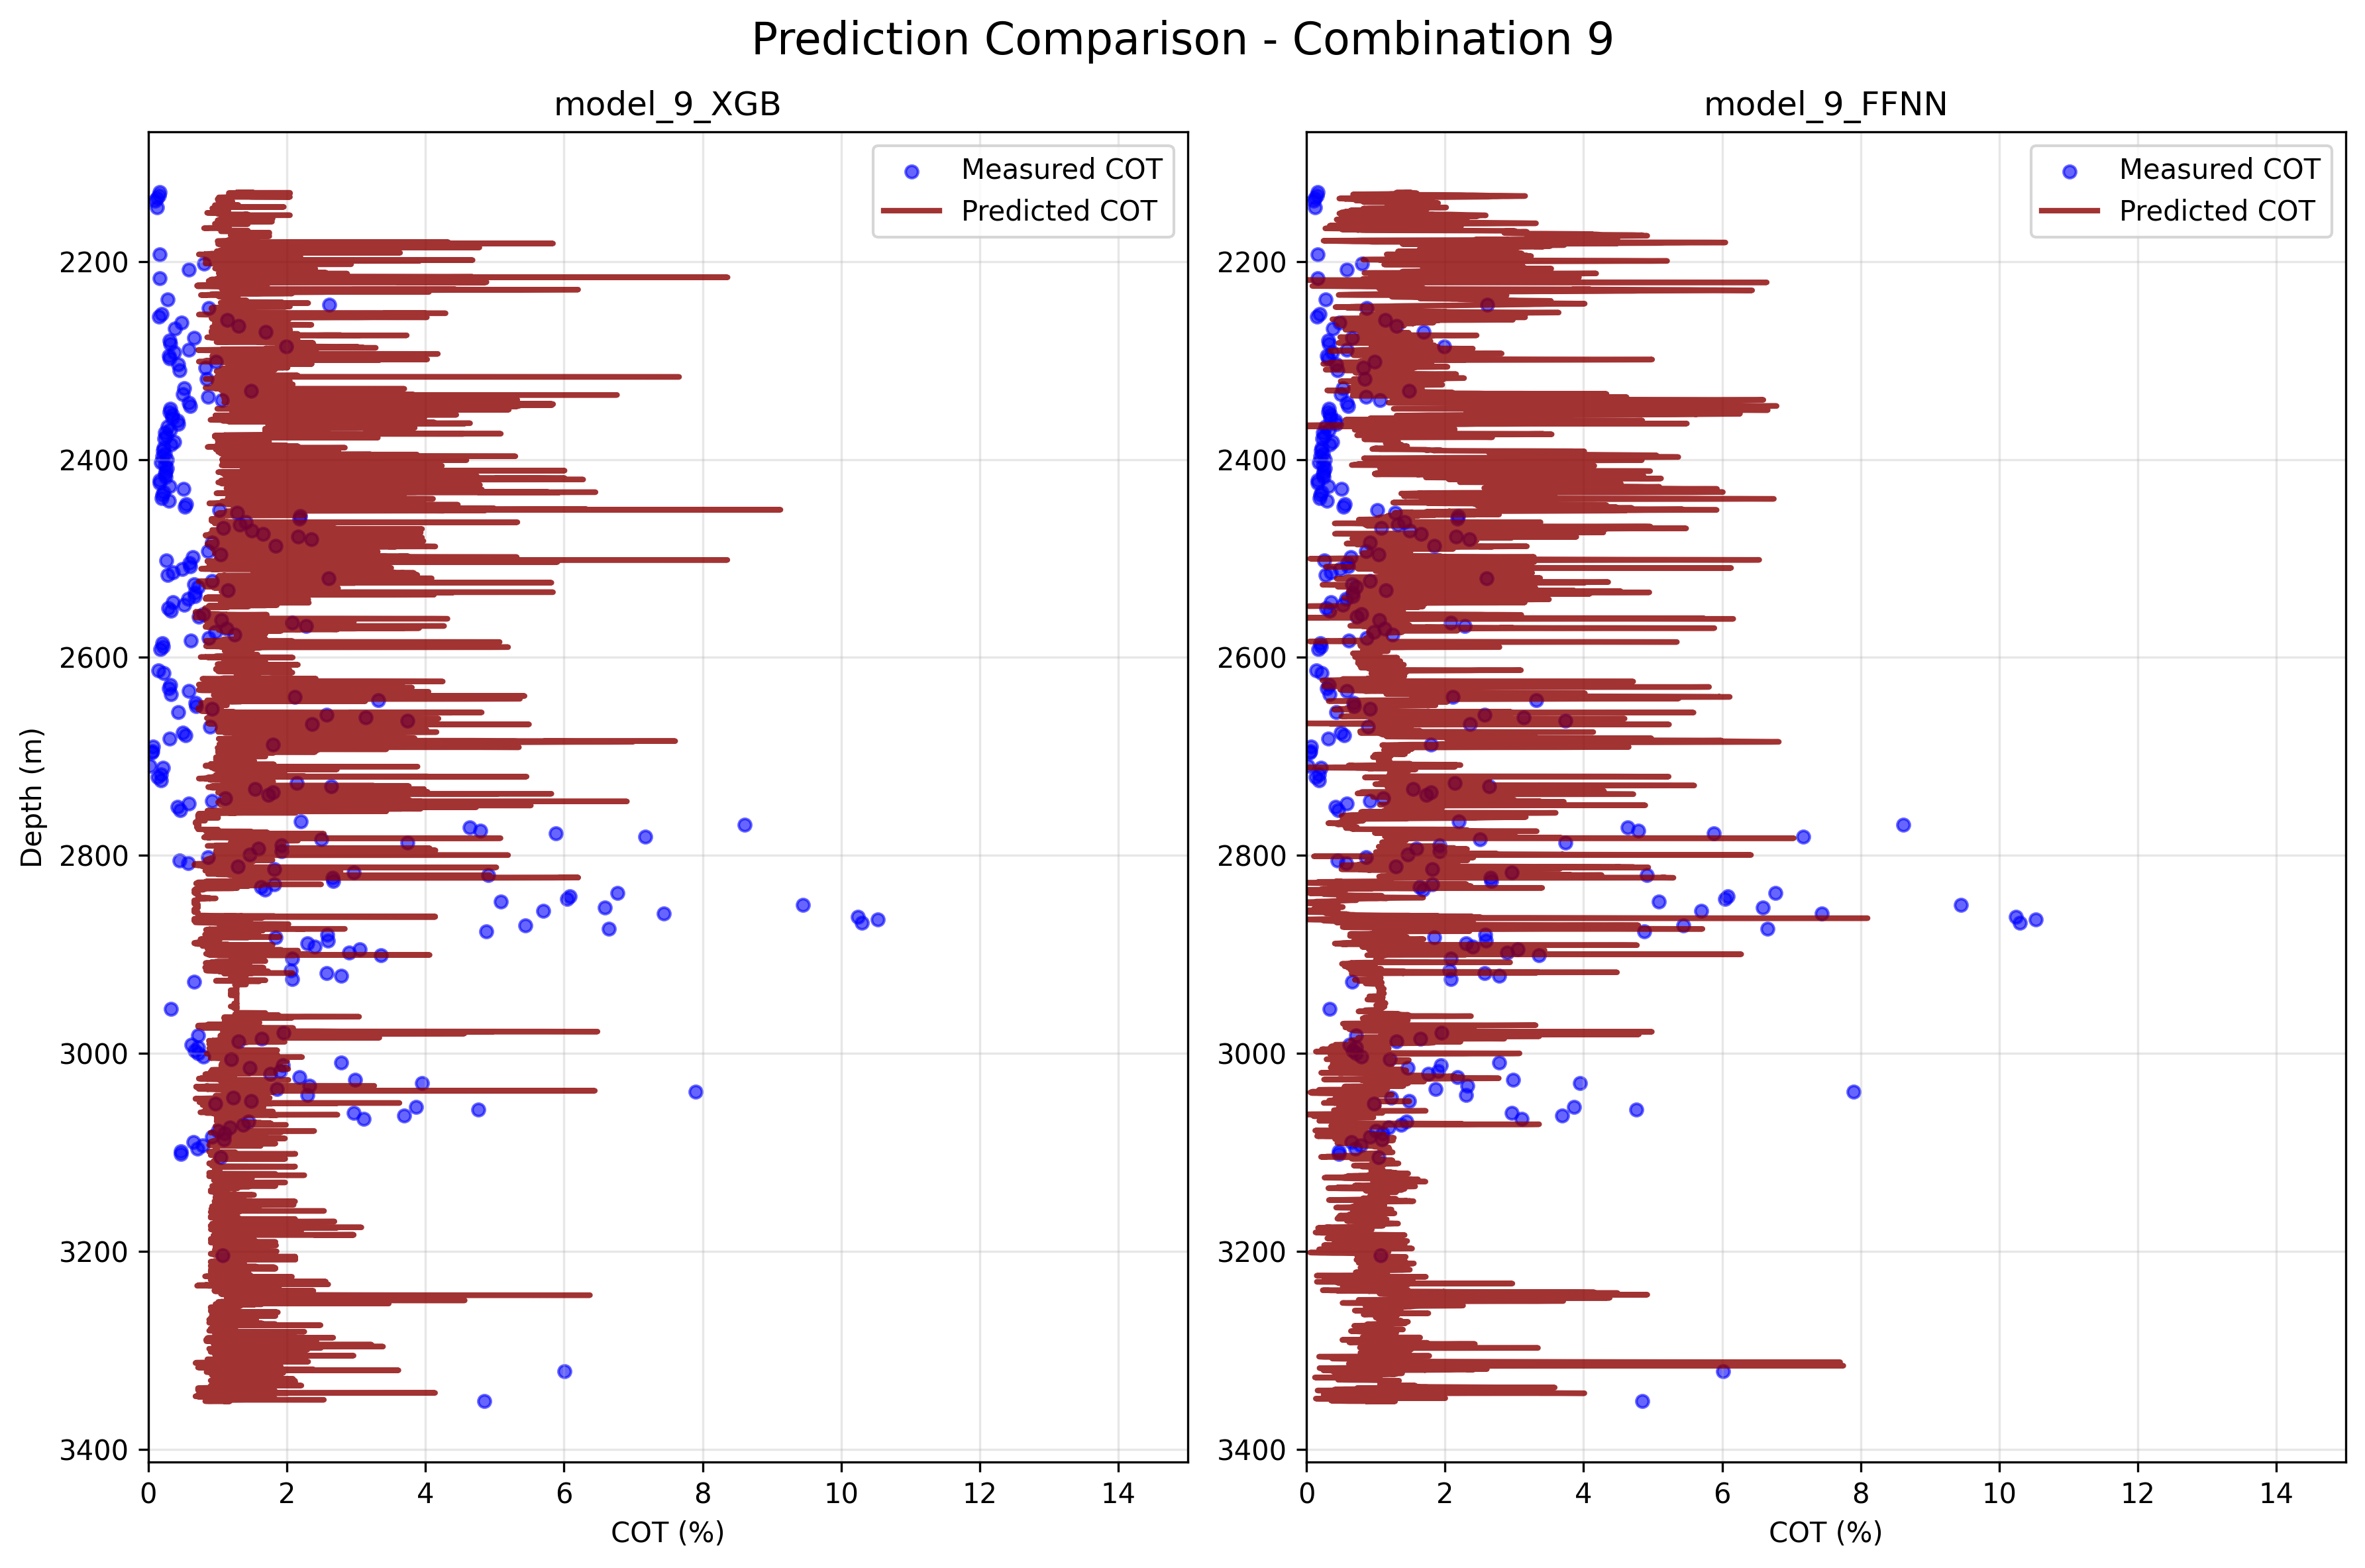 Prediction Comparison - Combination 9
model_9_XGB
Measured COT
Predicted COT
Depth (m)
2200
2400
2600
2800
3000
3200
3400
0 2 4 6 8 10 12 14
COT (%)
model_9_FFNN
Measured COT
Predicted COT
2200
2400
2600
2800
3000
3200
3400
0 2 4 6 8 10 12 14
COT (%)